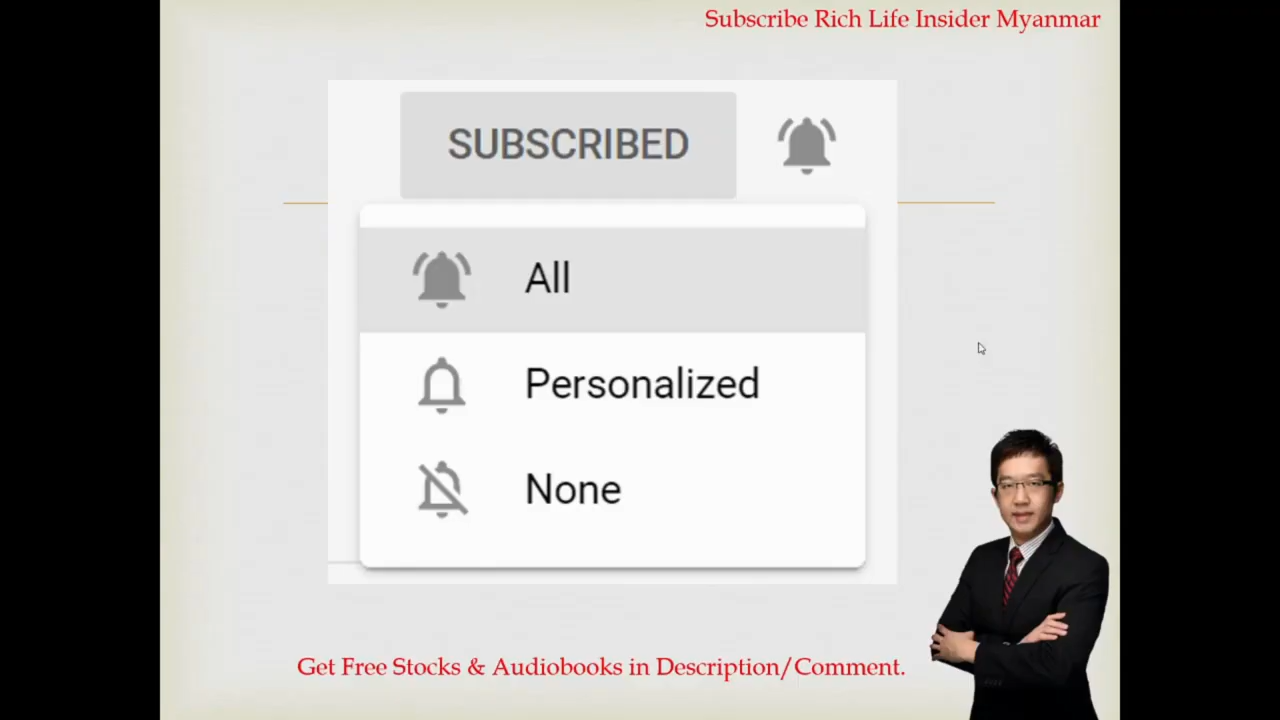 Subscribe Rich Life Insider Myanmar
SUBSCRIBED
All
Personalized
None
Get Free Stocks & Audiobooks in Description/Comment.